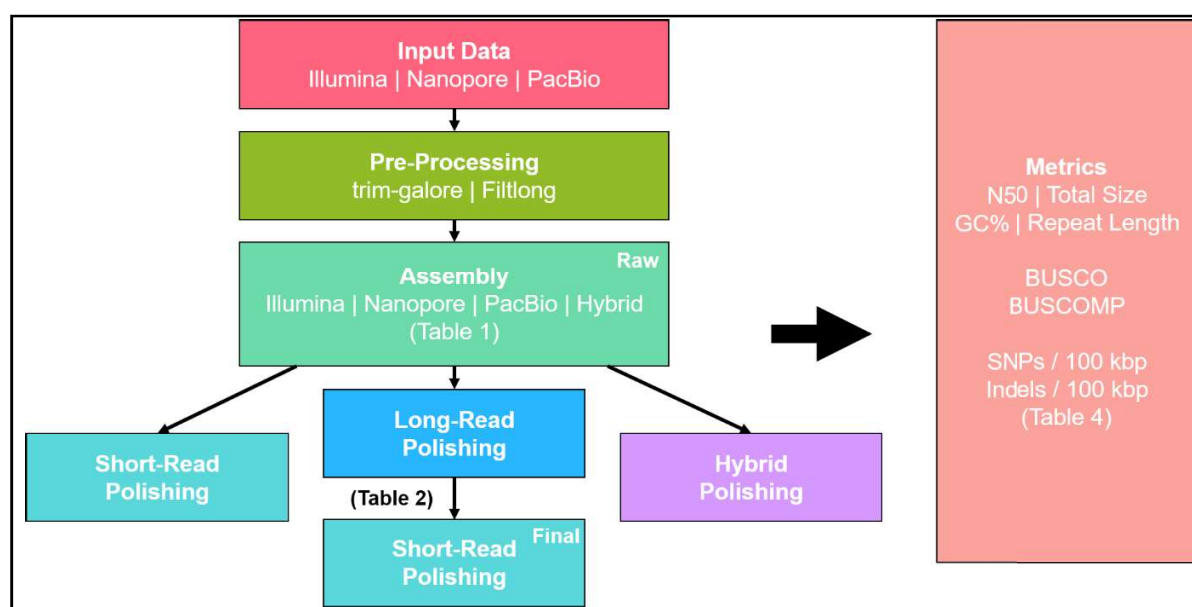 Input Data
Illumina | Nanopore | PacBio
Pre-Processing
trim-galore | Filtlong
Raw
Assembly
Illumina | Nanopore | PacBio | Hybrid
(Table 1)
Short-Read
Polishing
Long-Read
Polishing
Hybrid
Polishing
(Table 2)
Final
Short-Read
Polishing
Metrics
N50 | Total Size
GC% | Repeat Length
BUSCO
BUSCOMP
SNPs / 100 kbp
Indels / 100 kbp
(Table 4)